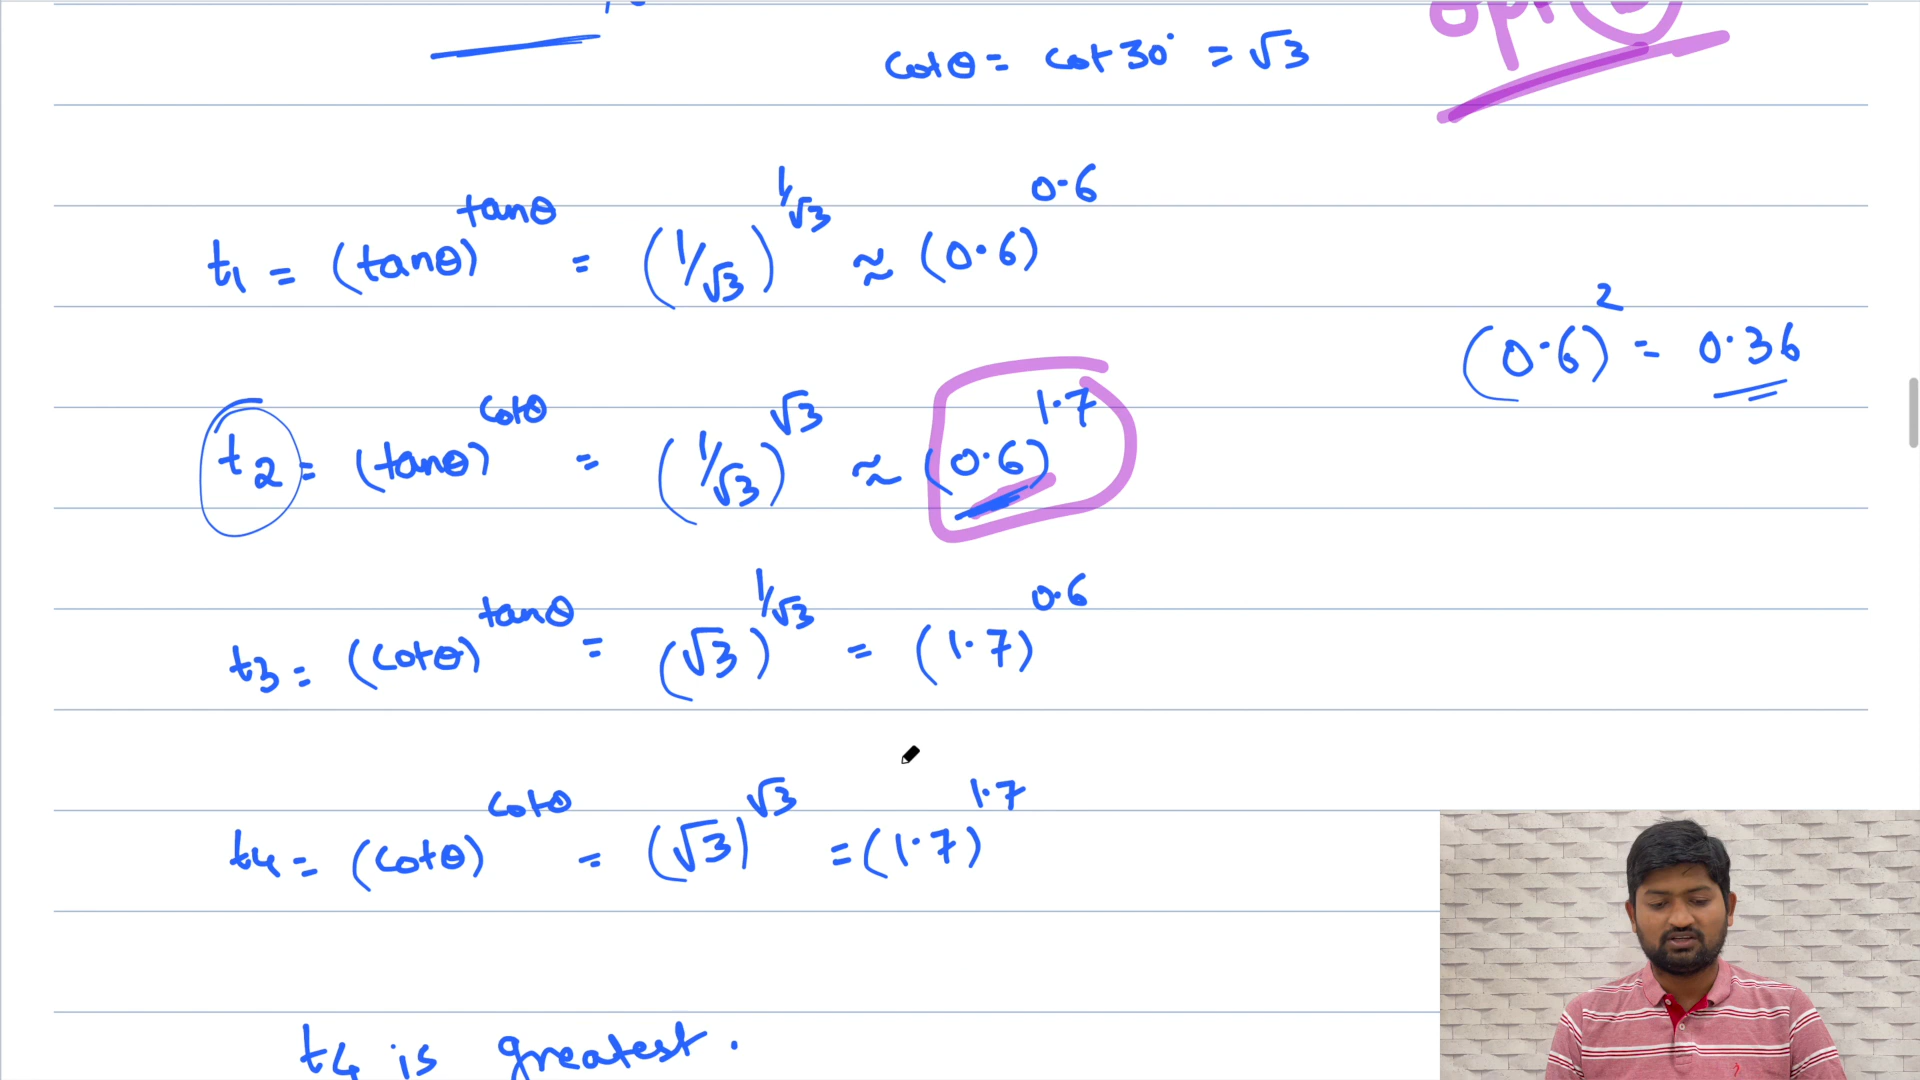 cotθ = cot 30° = √3
t1 = (tanθ)^tanθ = (1/√3)^1/√3 ≈ (0.6)^0.6
(0.6)^2 = 0.36
t2 = (tanθ)^cotθ = (1/√3)^√3 ≈ (0.6)^1.7
t3 = (cotθ)^tanθ = (√3)^1/√3 = (1.7)^0.6
t4 = (cotθ)^cotθ = (√3)^√3 = (1.7)^1.7
t4 is greatest.